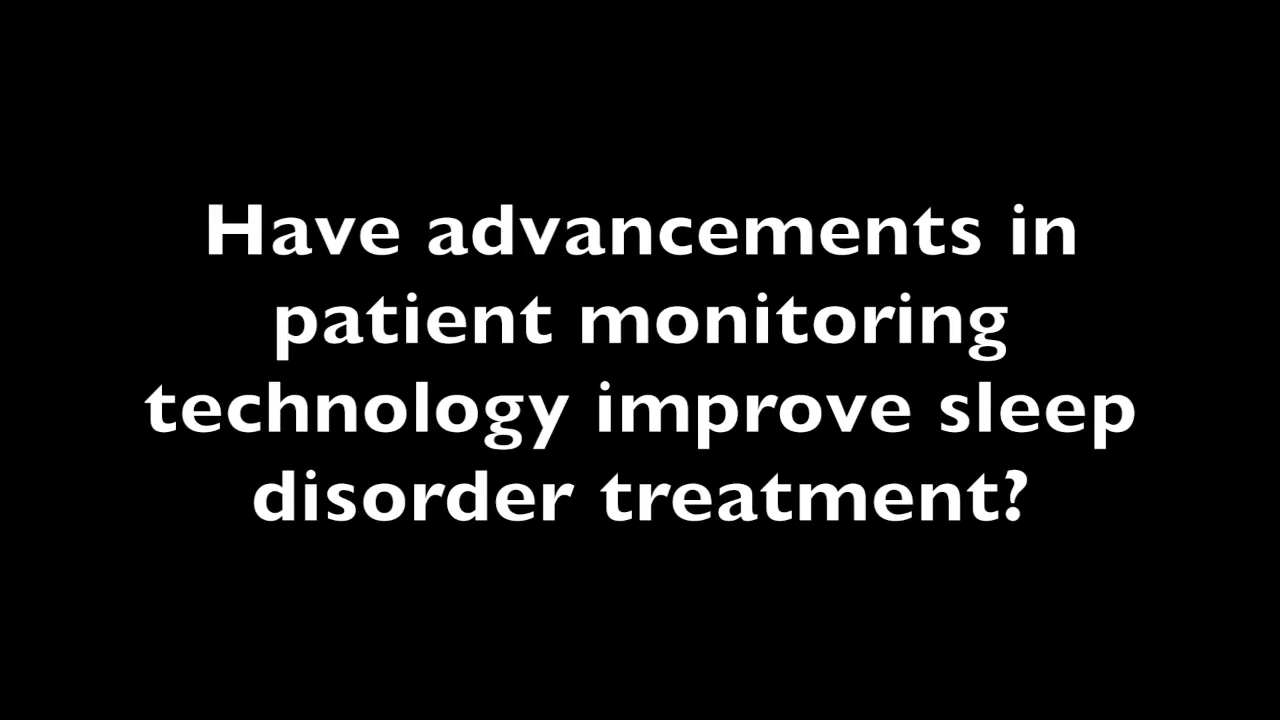 Have advancements in
patient monitoring
technology improve sleep
disorder treatment?